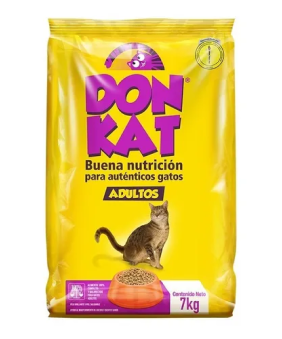 DON
KAT
Buena nutrición
para auténticos gatos
ADULTOS
Contenido Neto
7kg